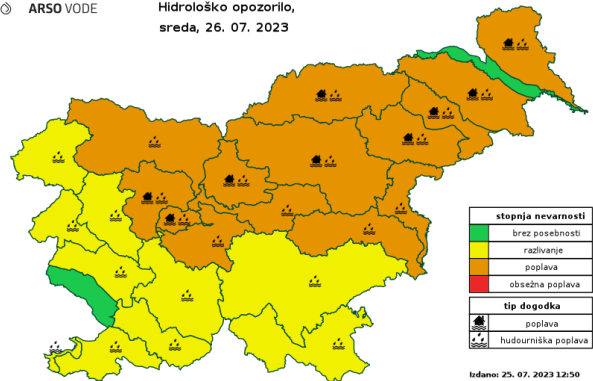 ARSO VODE
Hidrološko opozorilo,
sreda, 26. 07. 2023
stopnja nevarnosti
brez posebnosti
razlivanje
poplava
obsežna poplava
tip dogodka
poplava
hudourniška poplava
Izdano: 25. 07. 2023 12:50